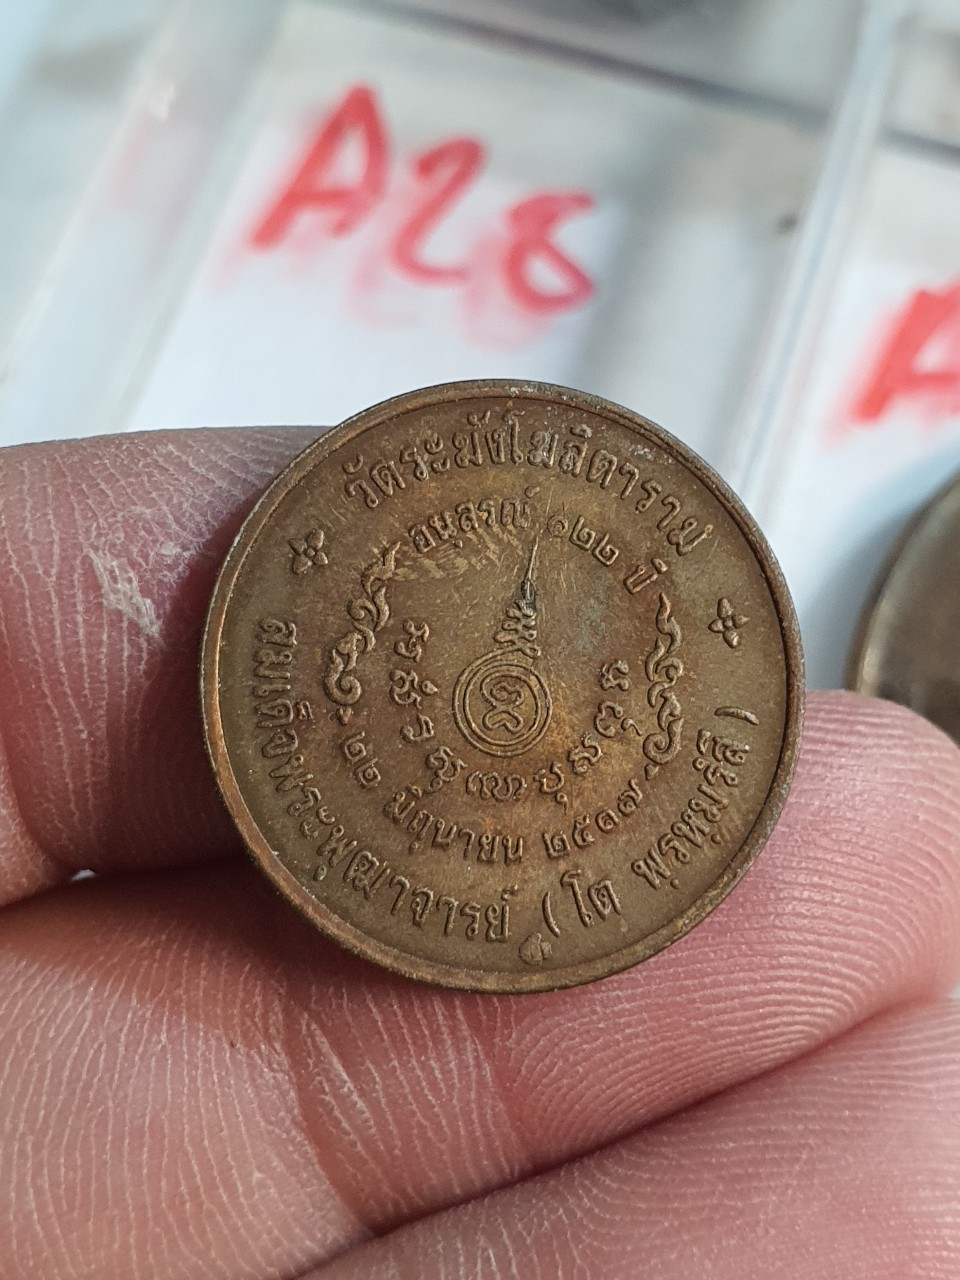 A28
วัดระฆังโฆสิตาราม
อนุสรณ์ ๑๒๒ ปี
๒๒ มิถุนายน ๒๕๑๗
สมเด็จพระพุฒาจารย์ (โต พฺรหฺมรํสี)
A